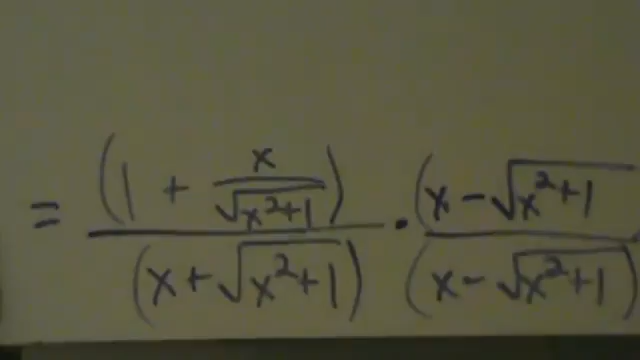 = (1 + x/√(x²+1)) / (x + √(x²+1)) · (x − √(x²+1) / (x − √(x²+1))